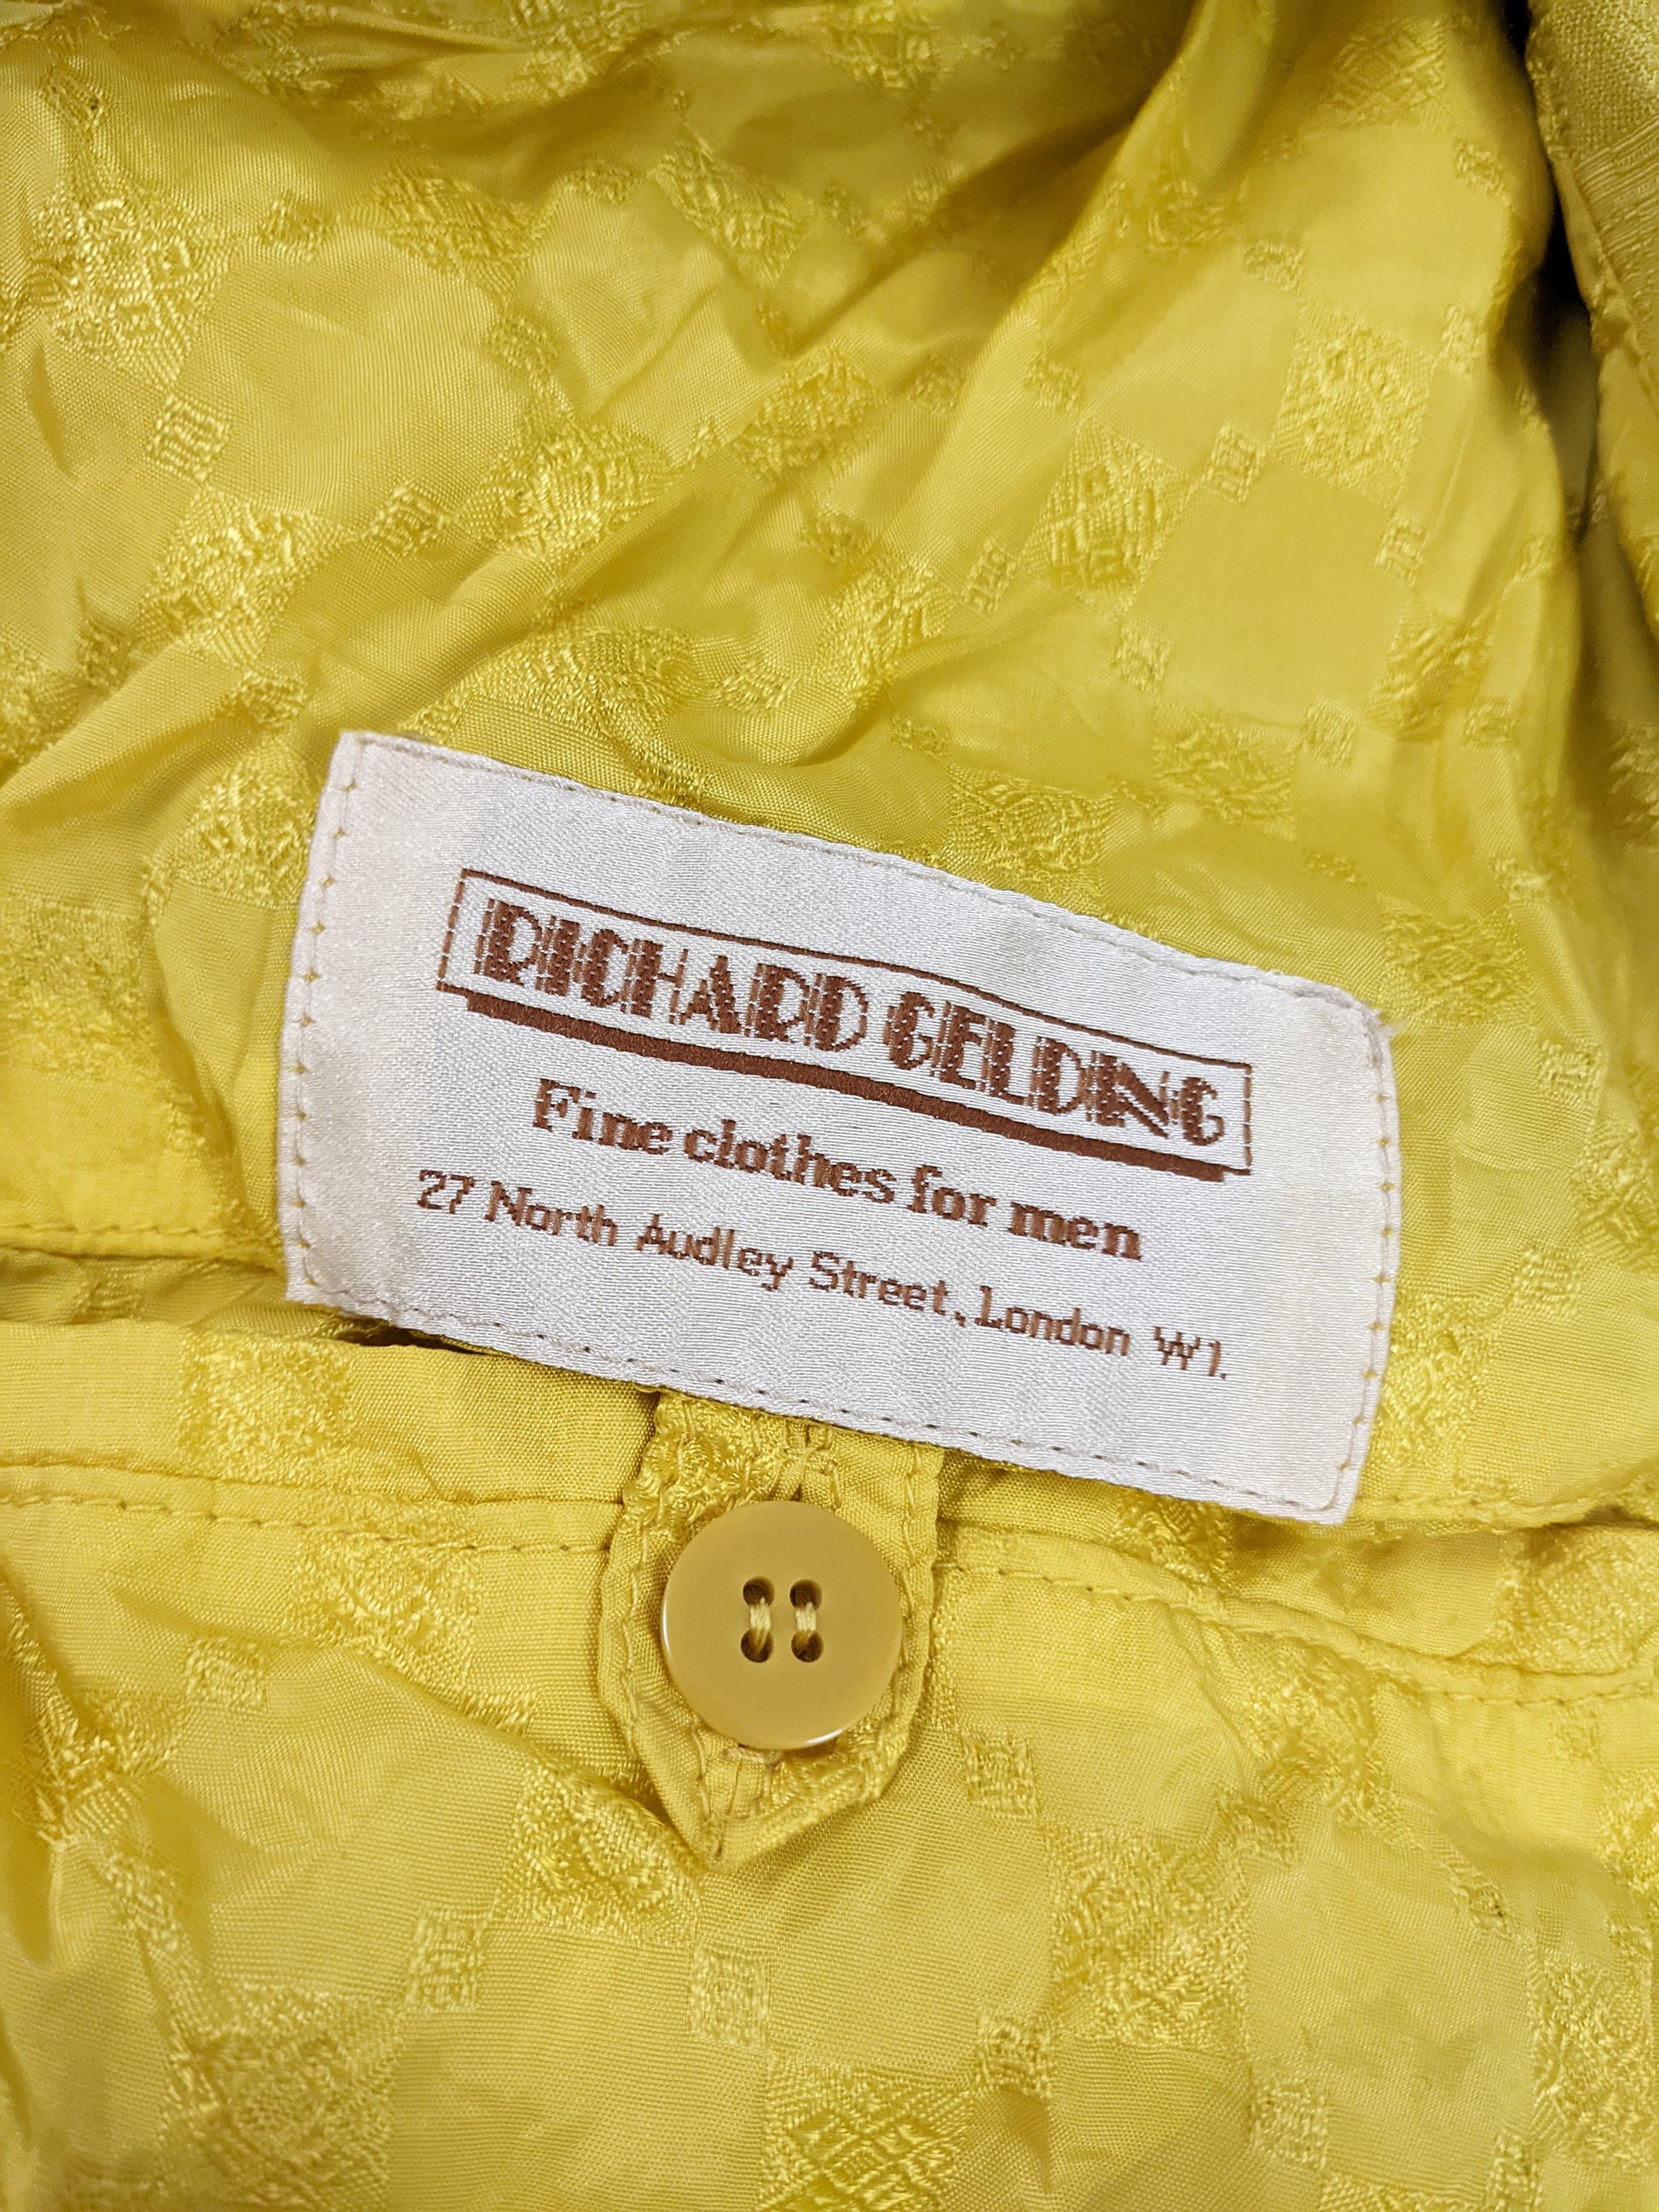 RICHARD GELDING
Fine clothes for men
27 North Audley Street, London W1.